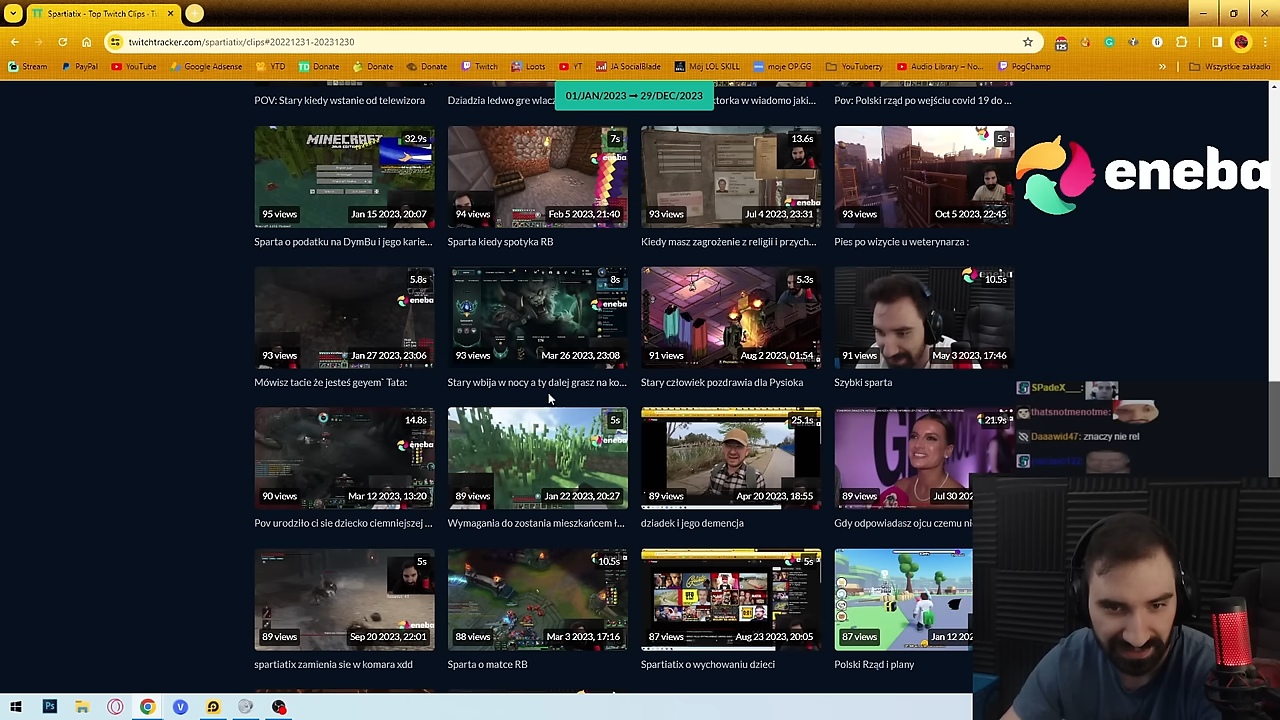 Spartiatix - Top Twitch Clips - T
twitchtracker.com/spartiatix/clips#20221231-20231230
Stream
PayPal
YouTube
Google Adsense
YTD
Donate
Donate
Donate
Twitch
Loots
YT
JA SocialBlade
Mój LOL SKILL
moje OP.GG
YouTuberzy
Audio Library – No...
PogChamp
»
Wszystkie zakładki
01/JAN/2023 → 29/DEC/2023
POV: Stary kiedy wstanie od telewizora
Dziadzia ledwo gre wlacz
ktorka w wiadomo jaki...
Pov: Polski rząd po wejściu covid 19 do ...
eneba
MINECRAFT
32.9s
95 views
Jan 15 2023, 20:07
7s
94 views
Feb 5 2023, 21:40
13.6s
93 views
Jul 4 2023, 23:31
5s
93 views
Oct 5 2023, 22:45
Sparta o podatku na DymBu i jego karie...
Sparta kiedy spotyka RB
Kiedy masz zagrożenie z religii i przych...
Pies po wizycie u weterynarza :
5.8s
93 views
Jan 27 2023, 23:06
8s
93 views
Mar 26 2023, 23:08
5.3s
91 views
Aug 2 2023, 01:54
10.5s
91 views
May 3 2023, 17:46
Mówisz tacie że jesteś geyem` Tata:
Stary wbija w nocy a ty dalej grasz na ko...
Stary człowiek pozdrawia dla Pysioka
Szybki sparta
SPadeX___:
thatsnotmenotme:
Daaawid47: znaczy nie rel
14.8s
90 views
Mar 12 2023, 13:20
5s
89 views
Jan 22 2023, 20:27
25.1s
89 views
Apr 20 2023, 18:55
21.9s
89 views
Jul 30 202
Pov urodziło ci sie dziecko ciemniejszej ...
Wymagania do zostania mieszkańcem ł...
dziadek i jego demencja
Gdy odpowiadasz ojcu czemu ni
5s
89 views
Sep 20 2023, 22:01
10.5s
88 views
Mar 3 2023, 17:16
5s
87 views
Aug 23 2023, 20:05
87 views
Jan 12 202
spartiatix zamienia sie w komara xdd
Sparta o matce RB
Spartiatix o wychowaniu dzieci
Polski Rząd i plany